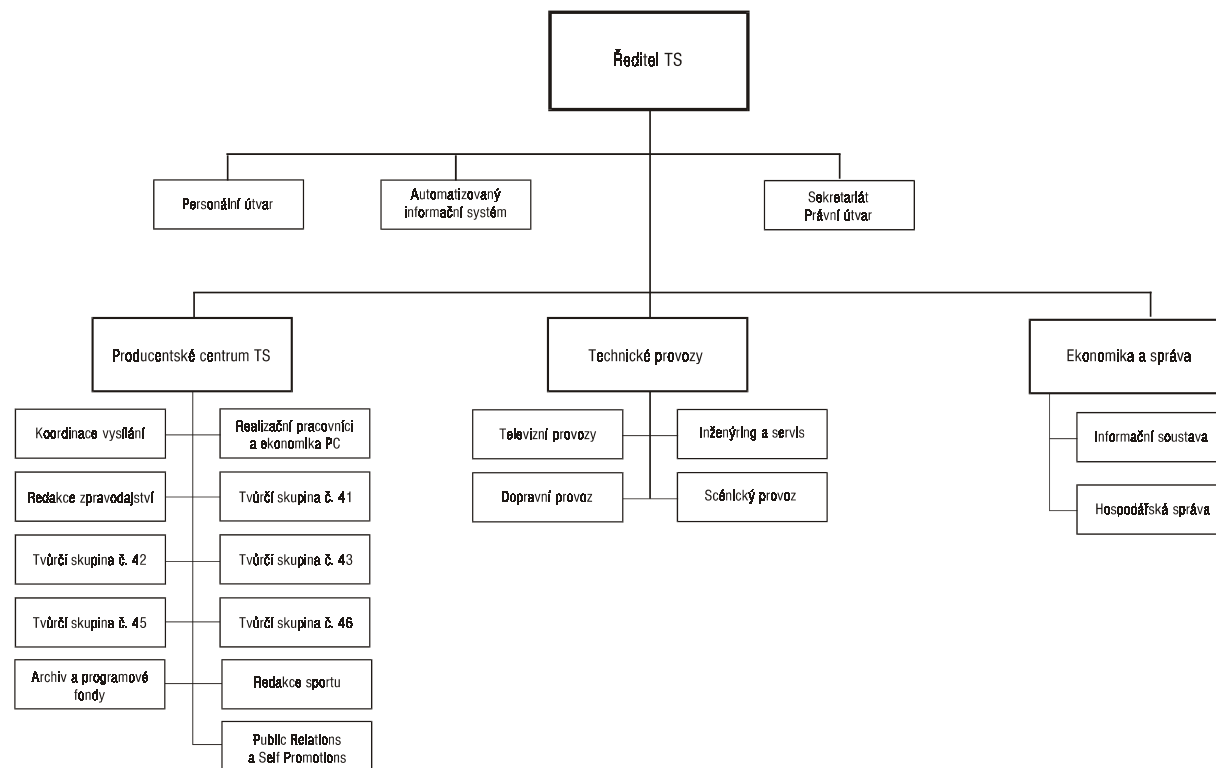 Ředitel TS
Personální útvar
Automatizovaný
informační systém
Sekretariát
Právní útvar
Producentské centrum TS
Technické provozy
Ekonomika a správa
Koordinace vysílání
Realizační pracovníci
a ekonomika PC
Redakce zpravodajství
Tvůrčí skupina č. 41
Tvůrčí skupina č. 42
Tvůrčí skupina č. 43
Tvůrčí skupina č. 45
Tvůrčí skupina č. 46
Archiv a programové
fondy
Redakce sportu
Public Relations
a Self Promotions
Televizní provozy
Inženýring a servis
Dopravní provoz
Scénický provoz
Informační soustava
Hospodářská správa